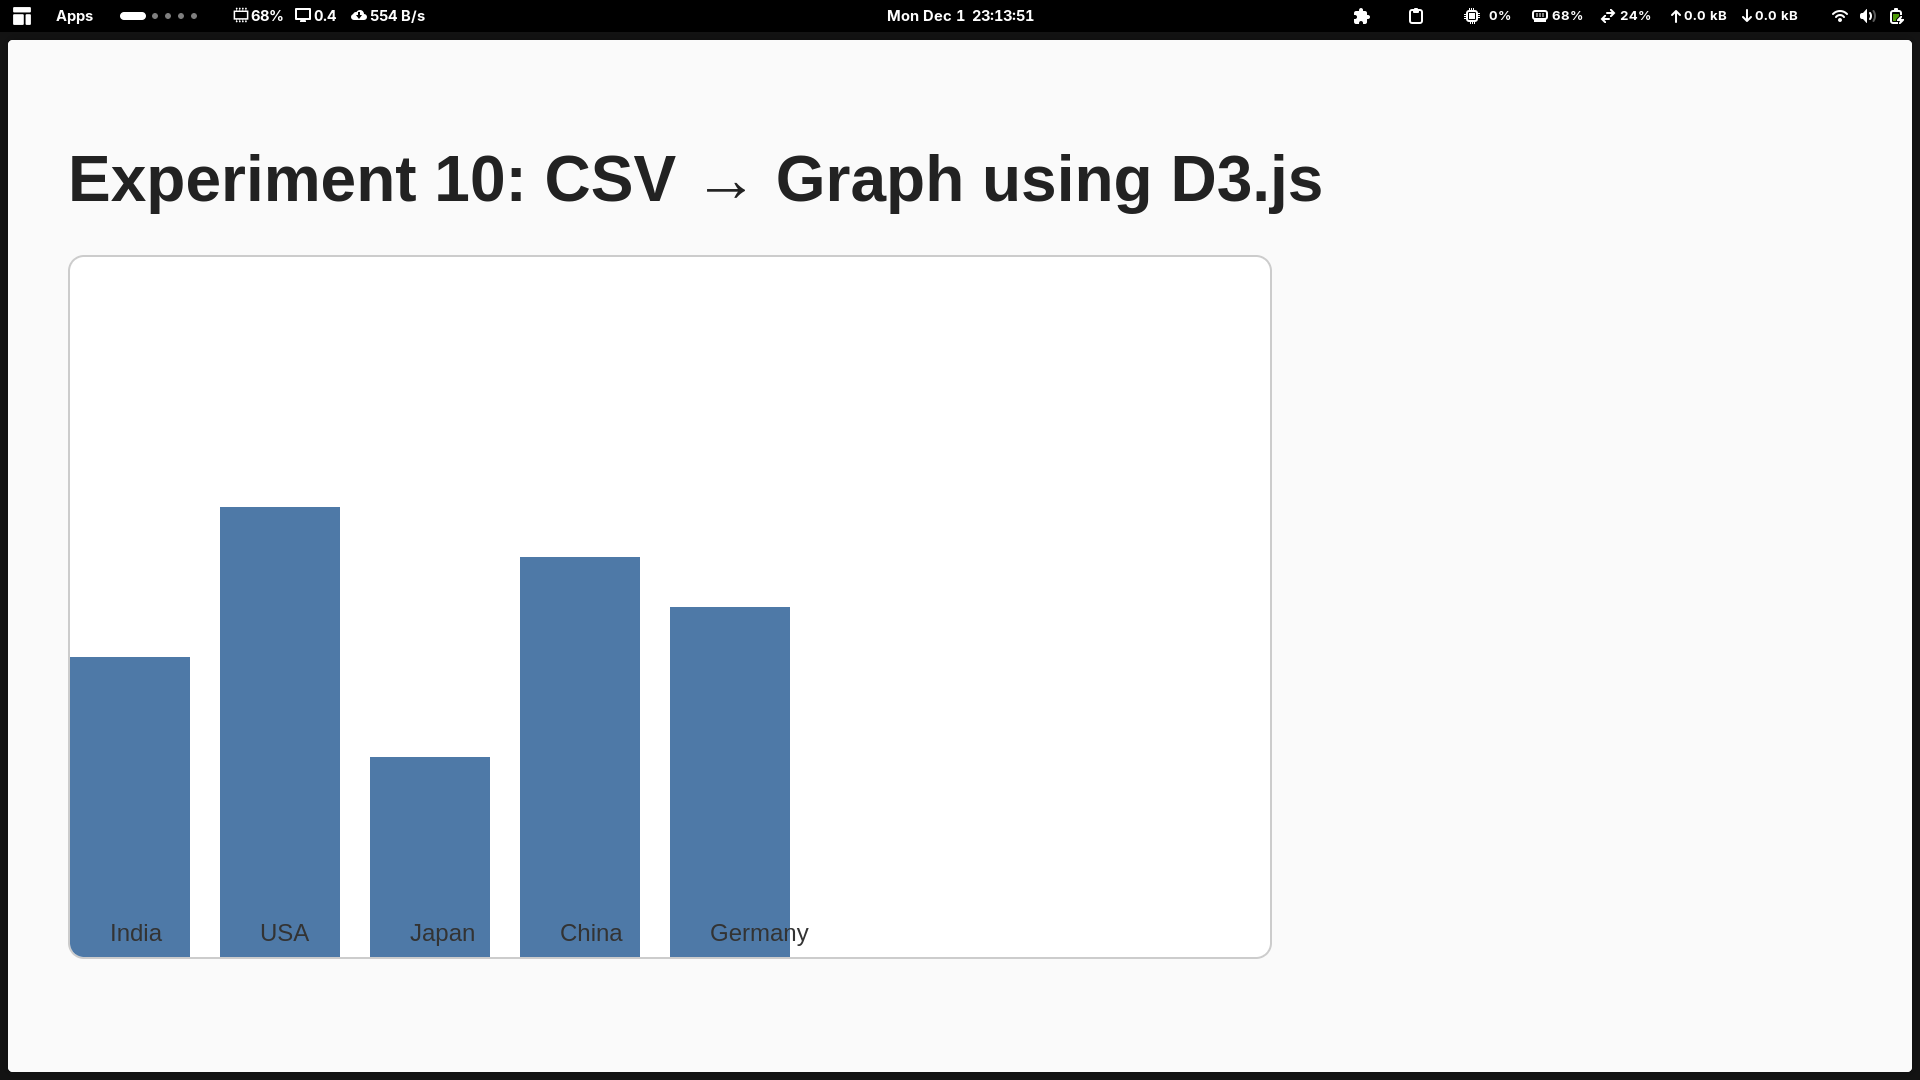 Apps 68% 0.4 554 B/s Mon Dec 1 23:13:51 0% 68% 24% 0.0 kB 0.0 kB
Experiment 10: CSV → Graph using D3.js
India USA Japan China Germany